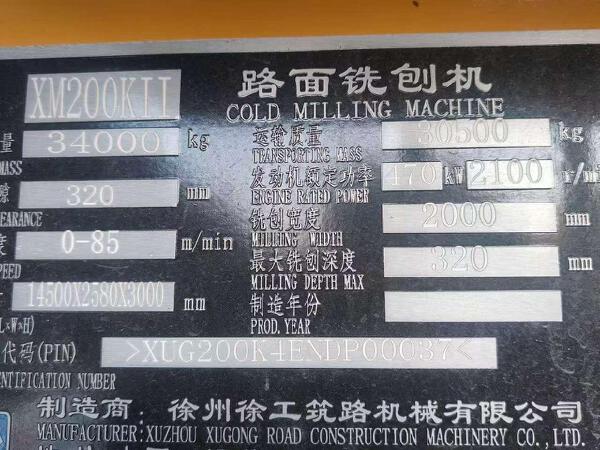 XM200KII 路面铣刨机
COLD MILLING MACHINE
量 34000 kg 运输质量 30500 kg
MASS TRANSPORTING MASS
隙 320 mm 发动机额定功率 470 kW 2100 r/mi
EARANCE ENGINE RATED POWER
度 0-85 m/min 铣刨宽度 2000 mm
SPEED MILLING WIDTH
14500X2580X3000 mm 最大铣刨深度 320 mm
MILLING DEPTH MAX
L×W×H) 制造年份
PROD. YEAR
代码(PIN) >XUG200K4ENDP00037<
ENTIFICATION NUMBER
制造商：徐州徐工筑路机械有限公司
MANUFACTURER:XUZHOU XUGONG ROAD CONSTRUCTION MACHINERY CO.,LTD.